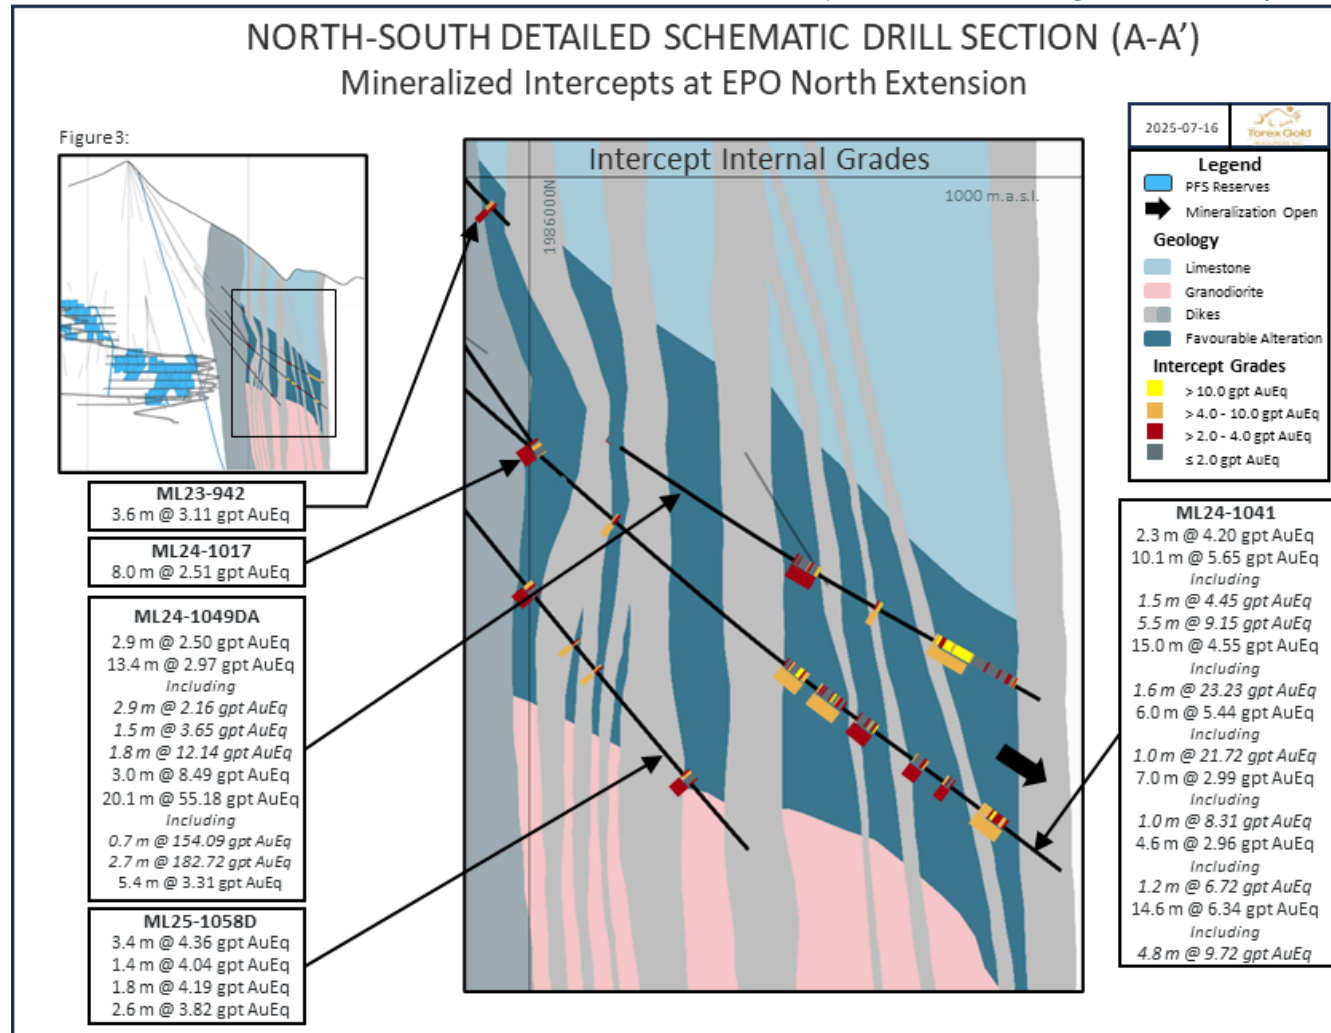 NORTH-SOUTH DETAILED SCHEMATIC DRILL SECTION (A-A’)
Mineralized Intercepts at EPO North Extension
Figure 3:
Intercept Internal Grades
1986000N
1000 m.a.s.l.
2025-07-16
Torex Gold
Legend
PFS Reserves
Mineralization Open
Geology
Limestone
Granodiorite
Dikes
Favourable Alteration
Intercept Grades
> 10.0 gpt AuEq
> 4.0 - 10.0 gpt AuEq
> 2.0 - 4.0 gpt AuEq
≤ 2.0 gpt AuEq
ML23-942
3.6 m @ 3.11 gpt AuEq
ML24-1017
8.0 m @ 2.51 gpt AuEq
ML24-1049DA
2.9 m @ 2.50 gpt AuEq
13.4 m @ 2.97 gpt AuEq
Including
2.9 m @ 2.16 gpt AuEq
1.5 m @ 3.65 gpt AuEq
1.8 m @ 12.14 gpt AuEq
3.0 m @ 8.49 gpt AuEq
20.1 m @ 55.18 gpt AuEq
Including
0.7 m @ 154.09 gpt AuEq
2.7 m @ 182.72 gpt AuEq
5.4 m @ 3.31 gpt AuEq
ML25-1058D
3.4 m @ 4.36 gpt AuEq
1.4 m @ 4.04 gpt AuEq
1.8 m @ 4.19 gpt AuEq
2.6 m @ 3.82 gpt AuEq
ML24-1041
2.3 m @ 4.20 gpt AuEq
10.1 m @ 5.65 gpt AuEq
Including
1.5 m @ 4.45 gpt AuEq
5.5 m @ 9.15 gpt AuEq
15.0 m @ 4.55 gpt AuEq
Including
1.6 m @ 23.23 gpt AuEq
6.0 m @ 5.44 gpt AuEq
Including
1.0 m @ 21.72 gpt AuEq
7.0 m @ 2.99 gpt AuEq
Including
1.0 m @ 8.31 gpt AuEq
4.6 m @ 2.96 gpt AuEq
Including
1.2 m @ 6.72 gpt AuEq
14.6 m @ 6.34 gpt AuEq
Including
4.8 m @ 9.72 gpt AuEq